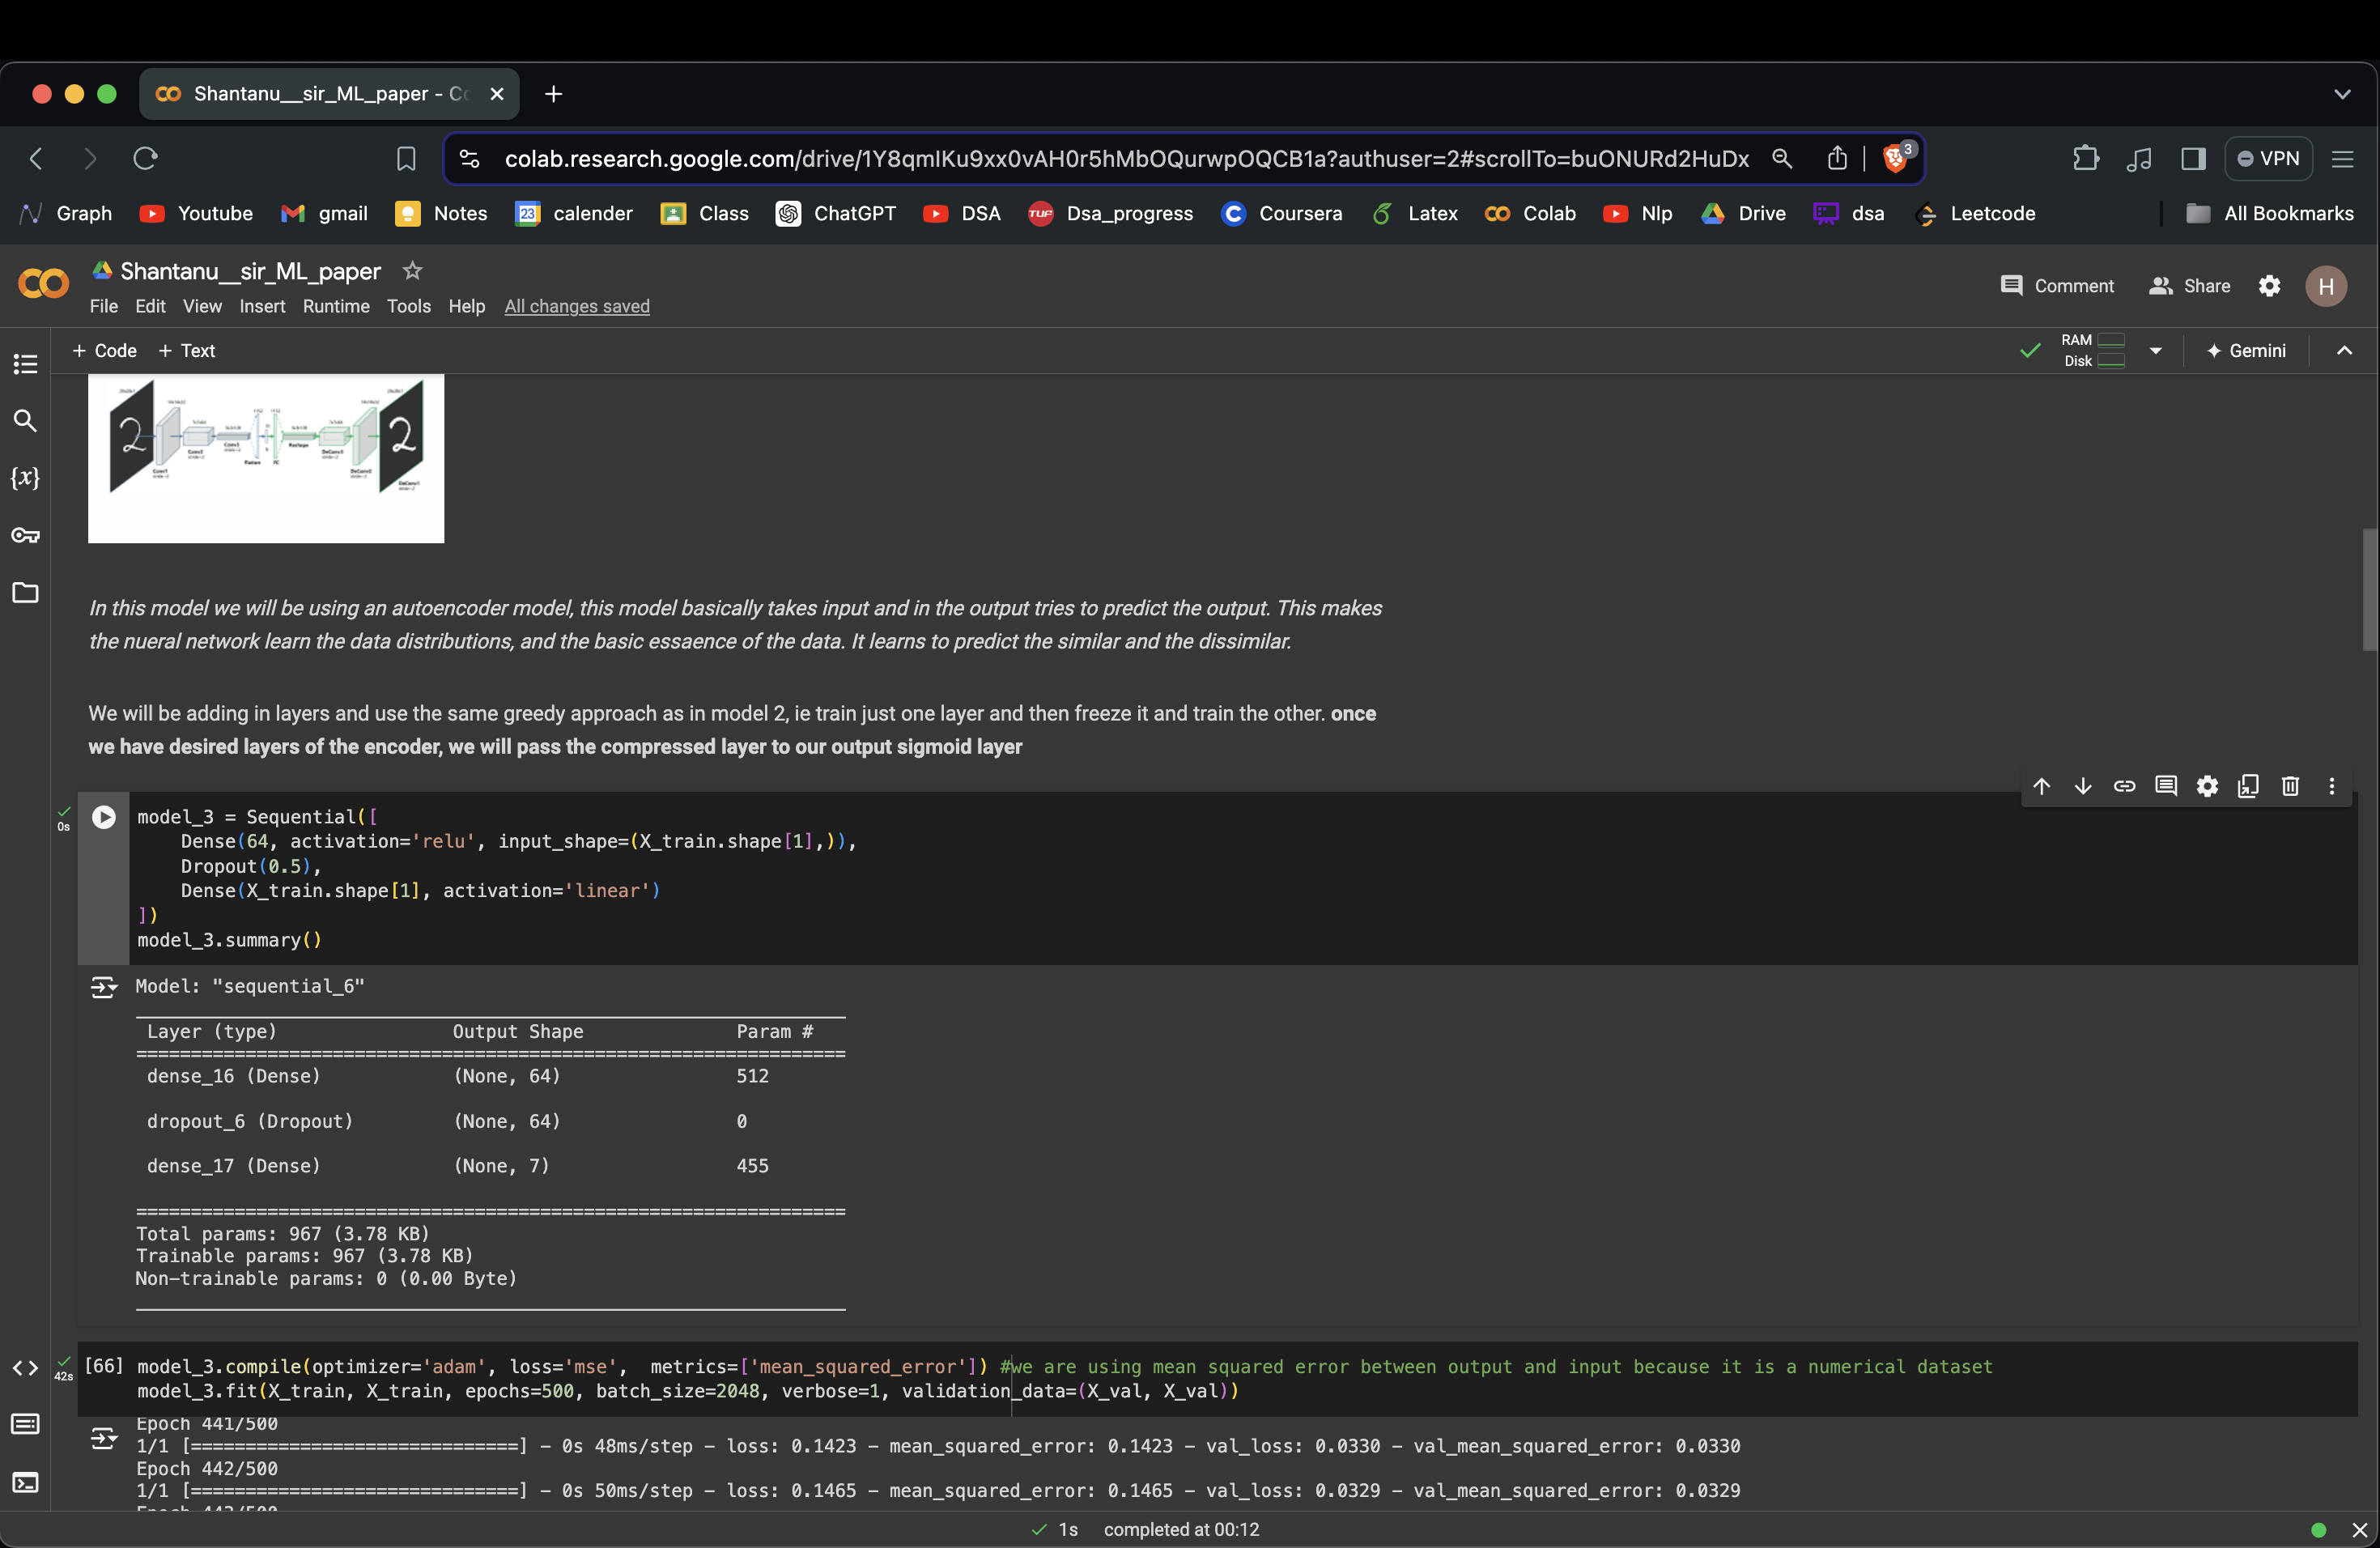 Shantanu__sir_ML_paper - Co
colab.research.google.com/drive/1Y8qmIKu9xx0vAH0r5hMbOQurwpOQCB1a?authuser=2#scrollTo=buONURd2HuDx
3
VPN
Graph
Youtube
gmail
Notes
23
calender
Class
ChatGPT
DSA
TUF
Dsa_progress
Coursera
Latex
Colab
Nlp
Drive
dsa
Leetcode
All Bookmarks
Shantanu__sir_ML_paper
Comment
Share
H
File Edit View Insert Runtime Tools Help All changes saved
+ Code + Text
RAM
Disk
Gemini
{x}
In this model we will be using an autoencoder model, this model basically takes input and in the output tries to predict the output. This makes
the nueral network learn the data distributions, and the basic essaence of the data. It learns to predict the similar and the dissimilar.
We will be adding in layers and use the same greedy approach as in model 2, ie train just one layer and then freeze it and train the other. once
we have desired layers of the encoder, we will pass the compressed layer to our output sigmoid layer
0s
model_3 = Sequential([
    Dense(64, activation='relu', input_shape=(X_train.shape[1],)),
    Dropout(0.5),
    Dense(X_train.shape[1], activation='linear')
])
model_3.summary()
Model: "sequential_6"
Layer (type) Output Shape Param #
=================================================================
dense_16 (Dense) (None, 64) 512
dropout_6 (Dropout) (None, 64) 0
dense_17 (Dense) (None, 7) 455
=================================================================
Total params: 967 (3.78 KB)
Trainable params: 967 (3.78 KB)
Non-trainable params: 0 (0.00 Byte)
42s
[66] model_3.compile(optimizer='adam', loss='mse',  metrics=['mean_squared_error']) #we are using mean squared error between output and input because it is a numerical dataset
model_3.fit(X_train, X_train, epochs=500, batch_size=2048, verbose=1, validation_data=(X_val, X_val))
Epoch 441/500
1/1 [==============================] - 0s 48ms/step - loss: 0.1423 - mean_squared_error: 0.1423 - val_loss: 0.0330 - val_mean_squared_error: 0.0330
Epoch 442/500
1/1 [==============================] - 0s 50ms/step - loss: 0.1465 - mean_squared_error: 0.1465 - val_loss: 0.0329 - val_mean_squared_error: 0.0329
Epoch 443/500
1s completed at 00:12